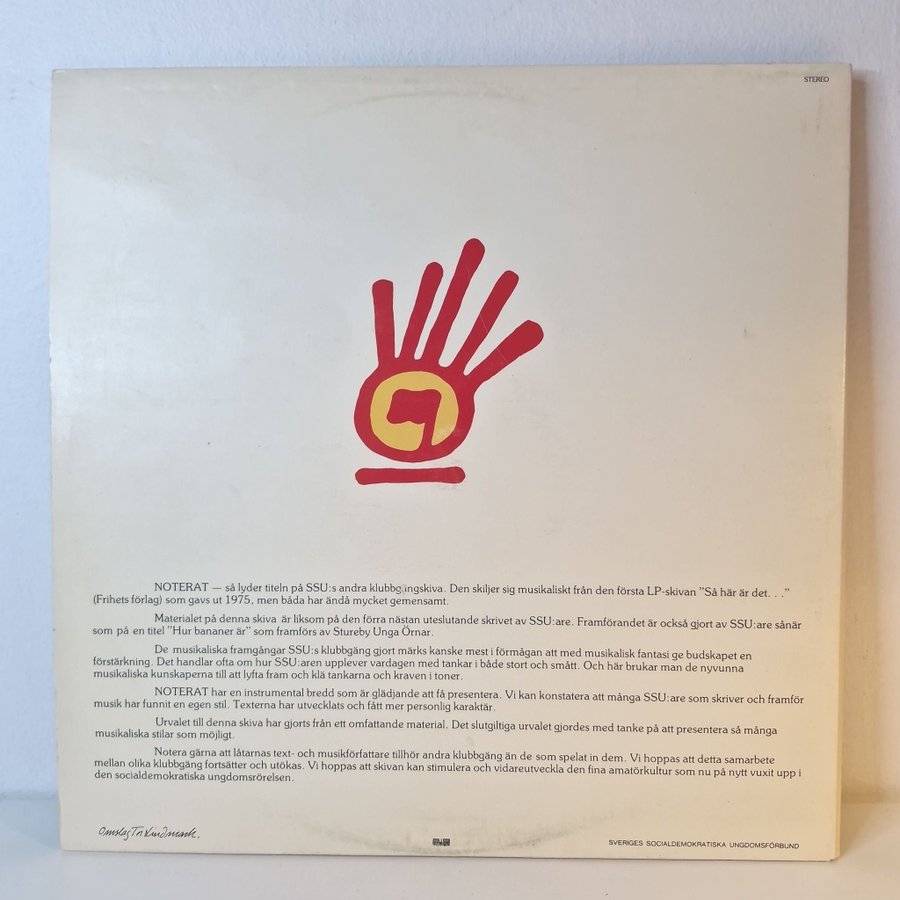 STEREO
NOTERAT — så lyder titeln på SSU:s andra klubbgängskiva. Den skiljer sig musikaliskt från den första LP-skivan "Så här är det. . ."
(Frihets förlag) som gavs ut 1975, men båda har ändå mycket gemensamt.
Materialet på denna skiva är liksom på den förra nästan uteslutande skrivet av SSU:are. Framförandet är också gjort av SSU:are sånär
som på en titel "Hur bananer är" som framförs av Stureby Unga Örnar.
De musikaliska framgångar SSU:s klubbgäng gjort märks kanske mest i förmågan att med musikalisk fantasi ge budskapet en
förstärkning. Det handlar ofta om hur SSU:aren upplever vardagen med tankar i både stort och smått. Och här brukar man de nyvunna
musikaliska kunskaperna till att lyfta fram och klä tankarna och kraven i toner.
NOTERAT har en instrumental bredd som är glädjande att få presentera. Vi kan konstatera att många SSU:are som skriver och framför
musik har funnit en egen stil. Texterna har utvecklats och fått mer personlig karaktär.
Urvalet till denna skiva har gjorts från ett omfattande material. Det slutgiltiga urvalet gjordes med tanke på att presentera så många
musikaliska stilar som möjligt.
Notera gärna att låtarnas text- och musikförfattare tillhör andra klubbgäng än de som spelat in dem. Vi hoppas att detta samarbete
mellan olika klubbgäng fortsätter och utökas. Vi hoppas att skivan kan stimulera och vidareutveckla den fina amatörkultur som nu på nytt vuxit upp i
den socialdemokratiska ungdomsrörelsen.
Omslag Lindmark.
SVERIGES SOCIALDEMOKRATISKA UNGDOMSFÖRBUND